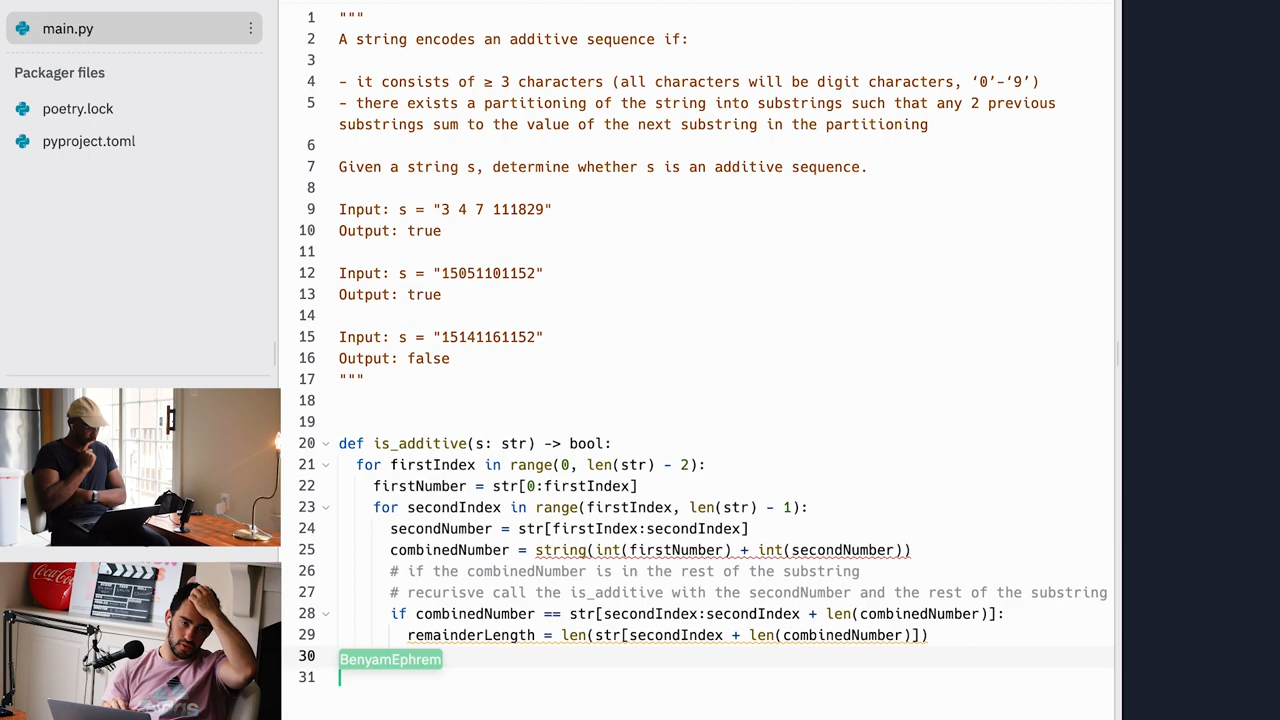 main.py
Packager files
poetry.lock
pyproject.toml
1 """
2 A string encodes an additive sequence if:
3
4 - it consists of ≥ 3 characters (all characters will be digit characters, ‘0’-‘9’)
5 - there exists a partitioning of the string into substrings such that any 2 previous
substrings sum to the value of the next substring in the partitioning
6
7 Given a string s, determine whether s is an additive sequence.
8
9 Input: s = "3 4 7 111829"
10 Output: true
11
12 Input: s = "15051101152"
13 Output: true
14
15 Input: s = "15141161152"
16 Output: false
17 """
18
19
20 def is_additive(s: str) -> bool:
21 for firstIndex in range(0, len(str) - 2):
22 firstNumber = str[0:firstIndex]
23 for secondIndex in range(firstIndex, len(str) - 1):
24 secondNumber = str[firstIndex:secondIndex]
25 combinedNumber = string(int(firstNumber) + int(secondNumber))
26 # if the combinedNumber is in the rest of the substring
27 # recurisve call the is_additive with the secondNumber and the rest of the substring
28 if combinedNumber == str[secondIndex:secondIndex + len(combinedNumber)]:
29 remainderLength = len(str[secondIndex + len(combinedNumber)])
30 BenyamEphrem
31
Coca-Cola